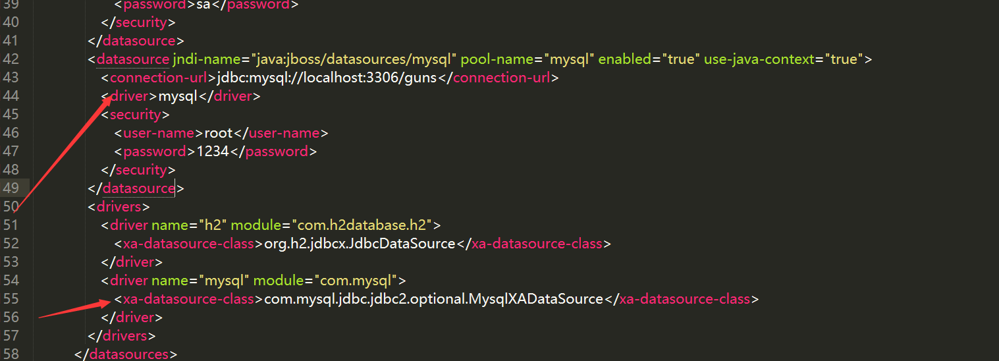 39 <password>sa</password>
40 </security>
41 </datasource>
42 <datasource jndi-name="java:jboss/datasources/mysql" pool-name="mysql" enabled="true" use-java-context="true">
43 <connection-url>jdbc:mysql://localhost:3306/guns</connection-url>
44 <driver>mysql</driver>
45 <security>
46 <user-name>root</user-name>
47 <password>1234</password>
48 </security>
49 </datasource>
50 <drivers>
51 <driver name="h2" module="com.h2database.h2">
52 <xa-datasource-class>org.h2.jdbcx.JdbcDataSource</xa-datasource-class>
53 </driver>
54 <driver name="mysql" module="com.mysql">
55 <xa-datasource-class>com.mysql.jdbc.jdbc2.optional.MysqlXADataSource</xa-datasource-class>
56 </driver>
57 </drivers>
58 </datasources>